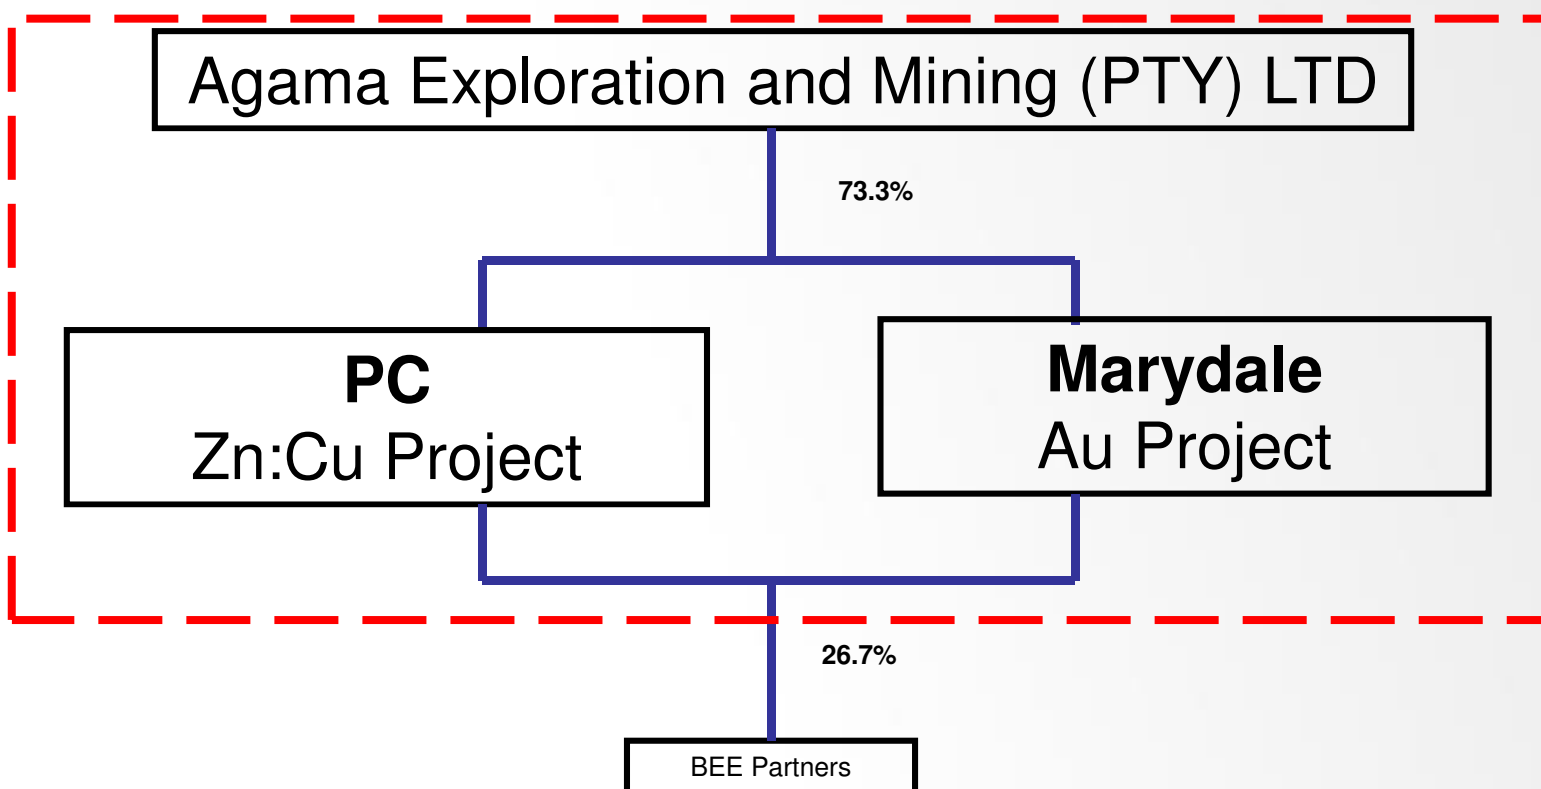 Agama Exploration and Mining (PTY) LTD
73.3%
PC
Zn:Cu Project
Marydale
Au Project
26.7%
BEE Partners